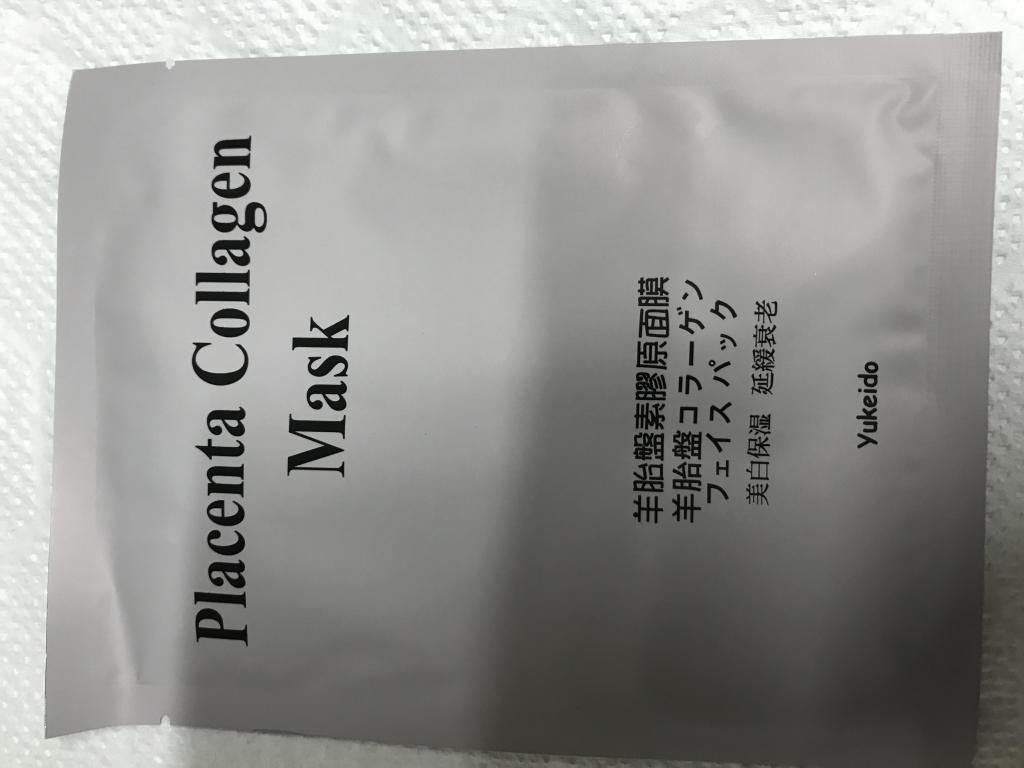 Placenta Collagen
Mask
羊胎盤素膠原面膜
羊胎盤コラーゲン
フェイスパック
美白保湿 延緩衰老
Yukeido